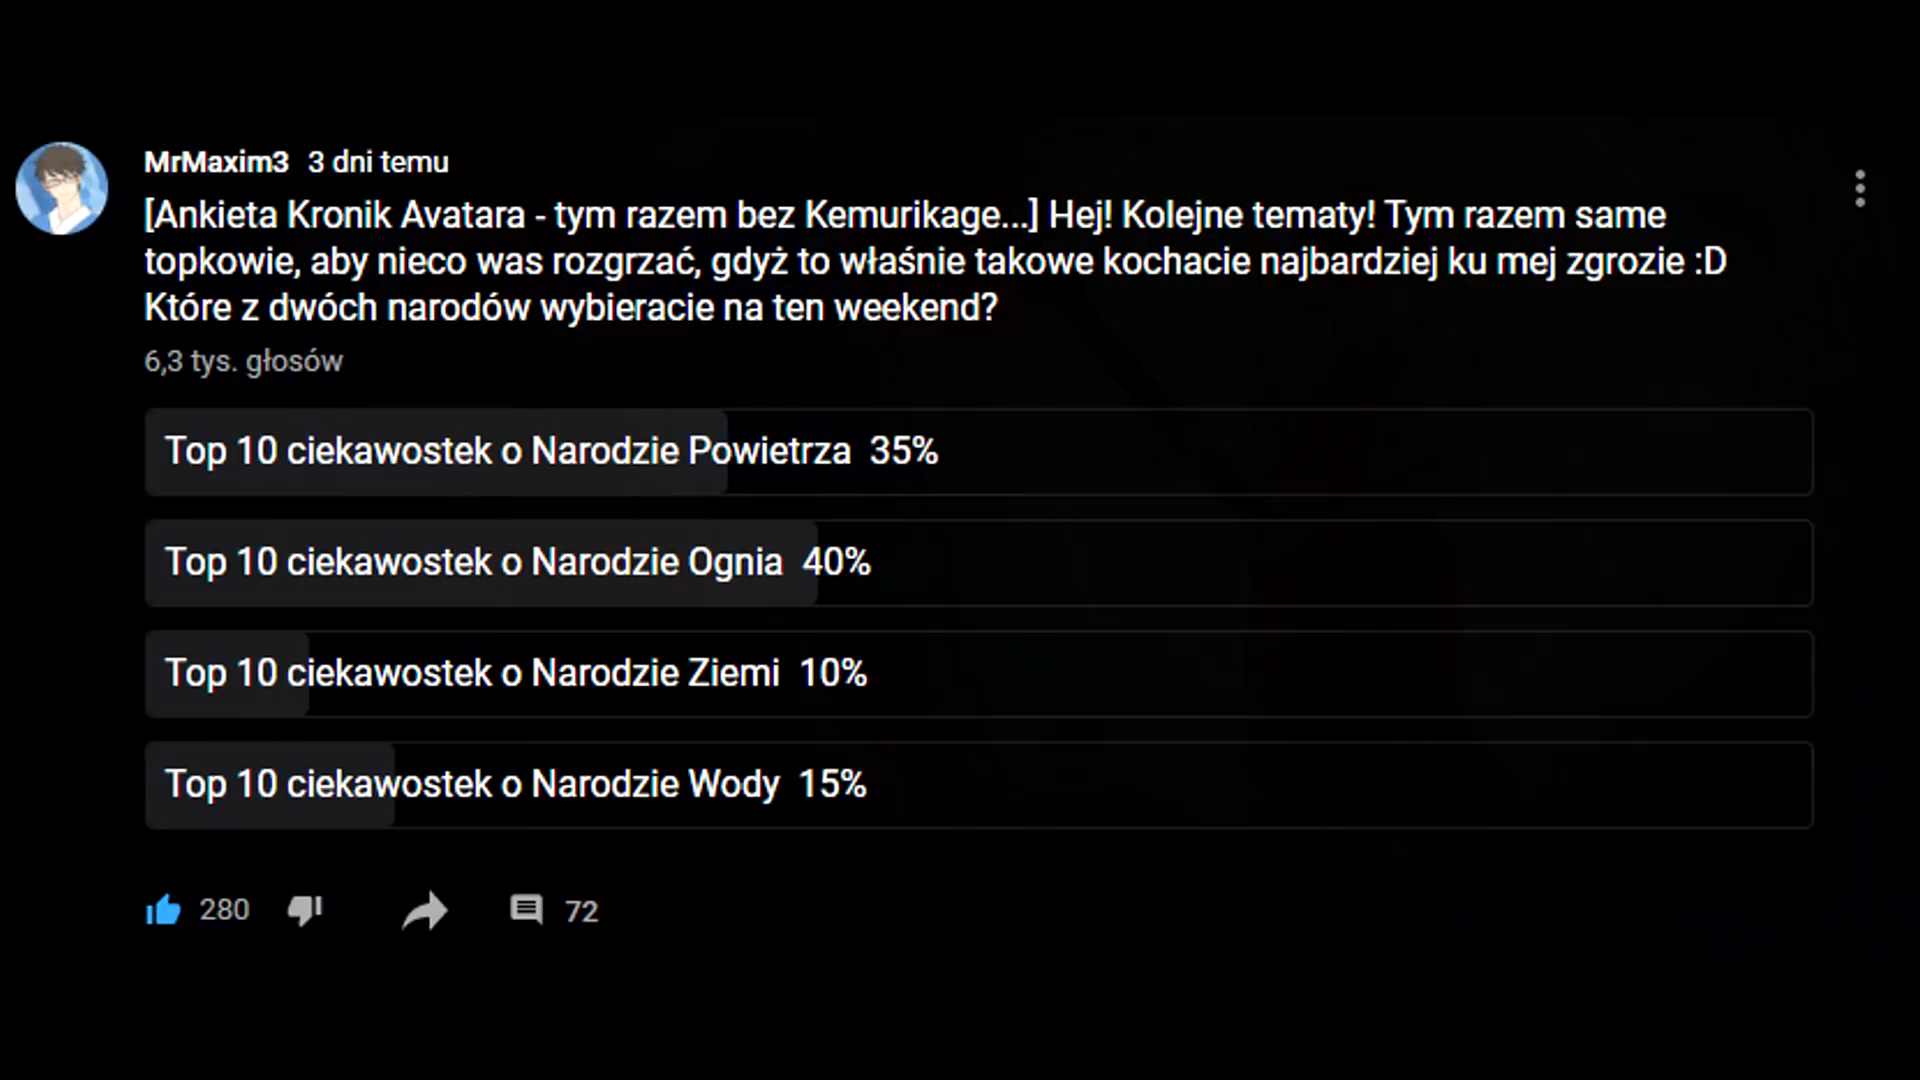 MrMaxim3 3 dni temu
[Ankieta Kronik Avatara - tym razem bez Kemurikage...] Hej! Kolejne tematy! Tym razem same
topkowie, aby nieco was rozgrzać, gdyż to właśnie takowe kochacie najbardziej ku mej zgrozie :D
Które z dwóch narodów wybieracie na ten weekend?
6,3 tys. głosów
Top 10 ciekawostek o Narodzie Powietrza 35%
Top 10 ciekawostek o Narodzie Ognia 40%
Top 10 ciekawostek o Narodzie Ziemi 10%
Top 10 ciekawostek o Narodzie Wody 15%
280 72